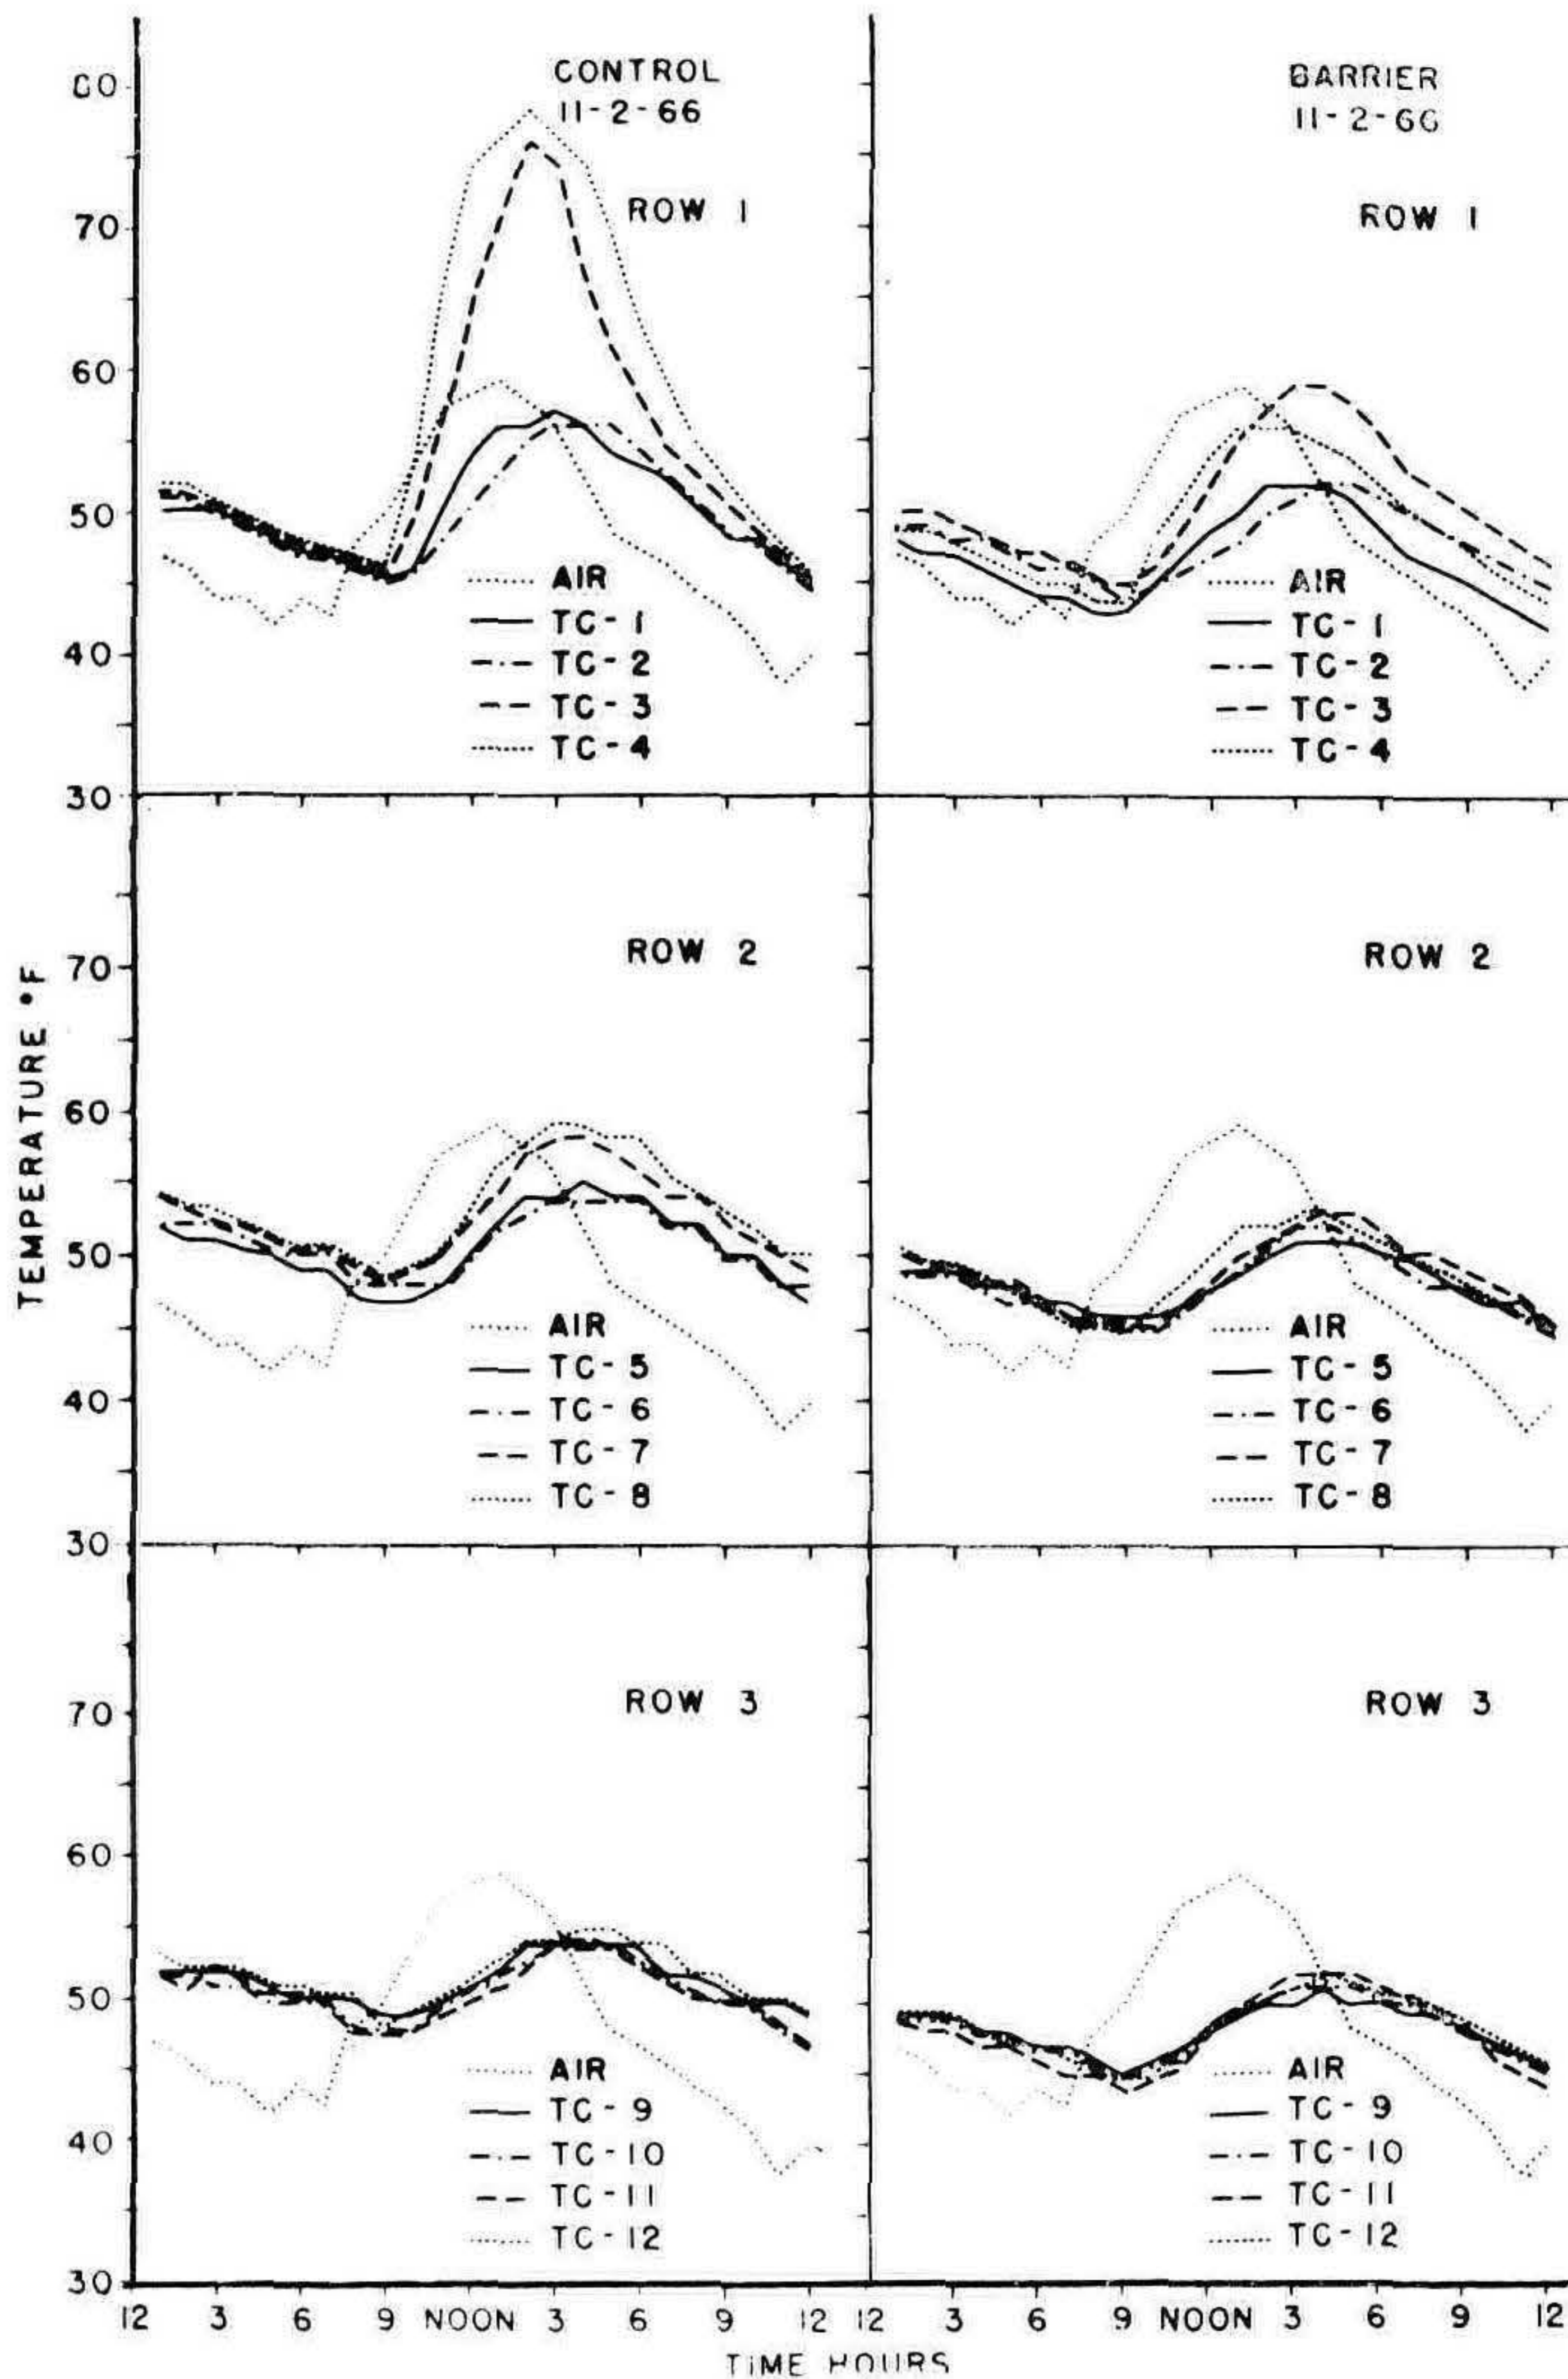 CONTROL
11-2-66
ROW 1
80
70
60
50
40
30
AIR
TC-1
TC-2
TC-3
TC-4
BARRIER
11-2-66
ROW 1
AIR
TC-1
TC-2
TC-3
TC-4
TEMPERATURE °F
ROW 2
70
60
50
40
30
AIR
TC-5
TC-6
TC-7
TC-8
ROW 2
AIR
TC-5
TC-6
TC-7
TC-8
ROW 3
70
60
50
40
30
AIR
TC-9
TC-10
TC-11
TC-12
ROW 3
AIR
TC-9
TC-10
TC-11
TC-12
12 3 6 9 NOON 3 6 9 12 12 3 6 9 NOON 3 6 9 12
TIME HOURS